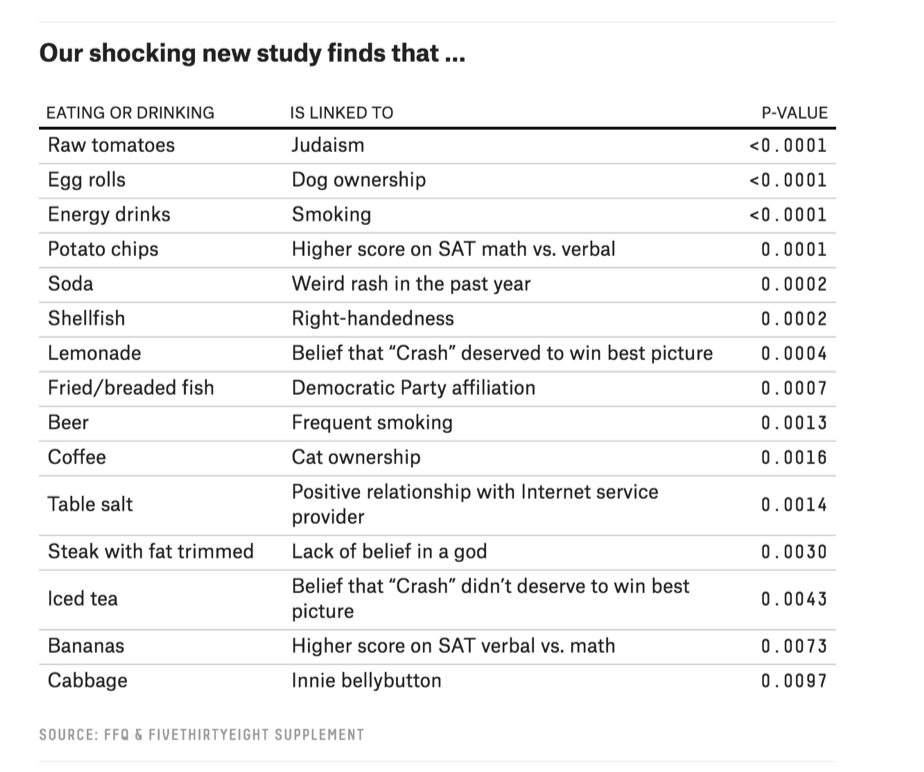 Our shocking new study finds that ...
EATING OR DRINKING IS LINKED TO P-VALUE
Raw tomatoes Judaism <0.0001
Egg rolls Dog ownership <0.0001
Energy drinks Smoking <0.0001
Potato chips Higher score on SAT math vs. verbal 0.0001
Soda Weird rash in the past year 0.0002
Shellfish Right-handedness 0.0002
Lemonade Belief that “Crash” deserved to win best picture 0.0004
Fried/breaded fish Democratic Party affiliation 0.0007
Beer Frequent smoking 0.0013
Coffee Cat ownership 0.0016
Table salt Positive relationship with Internet service
provider 0.0014
Steak with fat trimmed Lack of belief in a god 0.0030
Iced tea Belief that “Crash” didn’t deserve to win best
picture 0.0043
Bananas Higher score on SAT verbal vs. math 0.0073
Cabbage Innie bellybutton 0.0097
SOURCE: FFQ & FIVETHIRTYEIGHT SUPPLEMENT